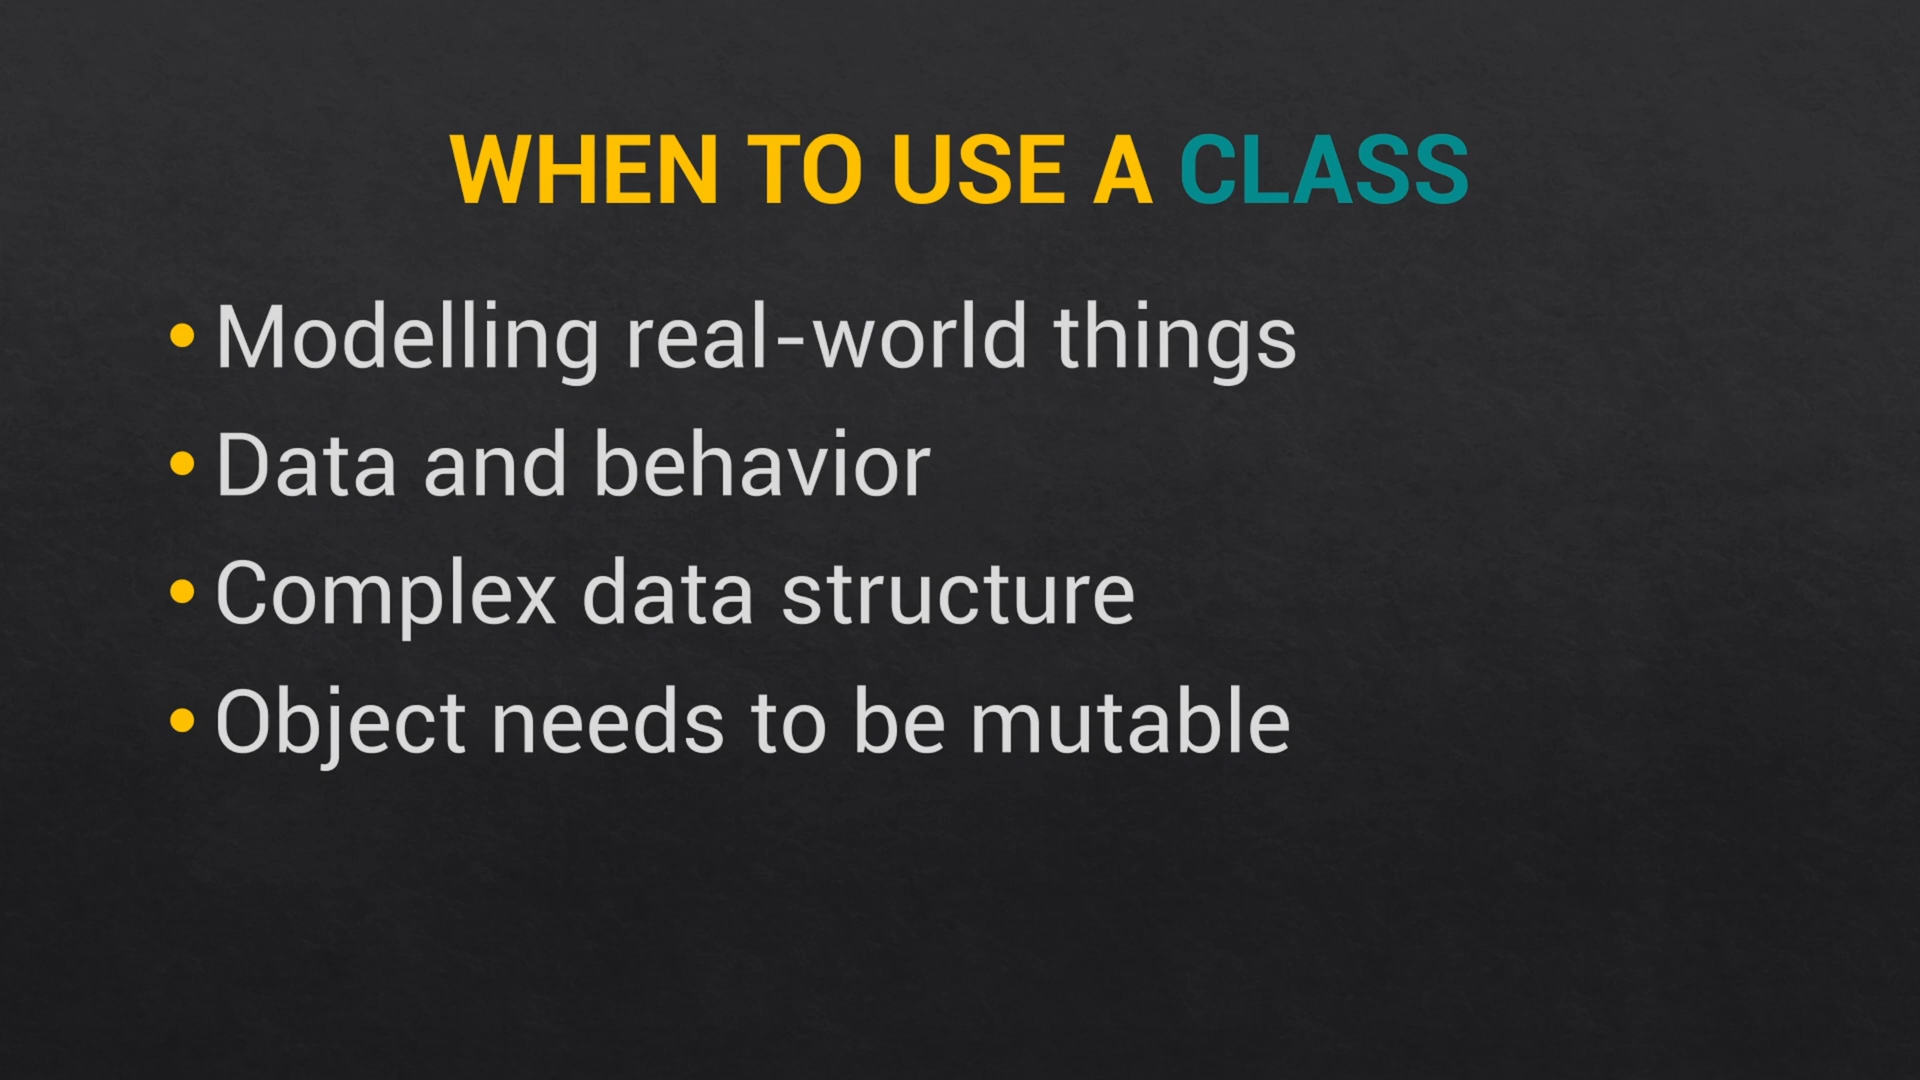 WHEN TO USE A CLASS
• Modelling real-world things
• Data and behavior
• Complex data structure
• Object needs to be mutable